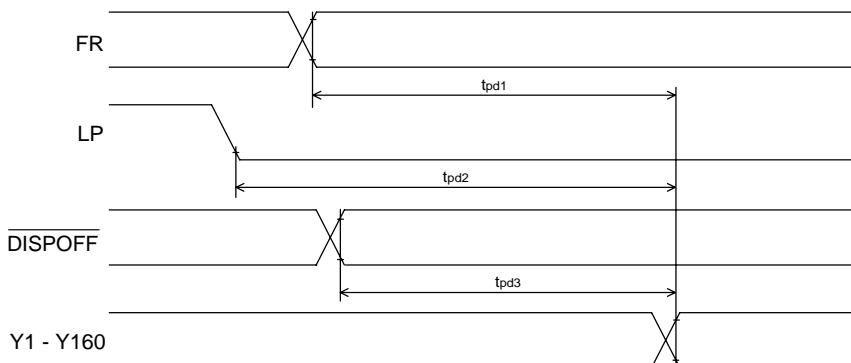 FR
tpd1
LP
tpd2
DISPOFF
tpd3
Y1 - Y160